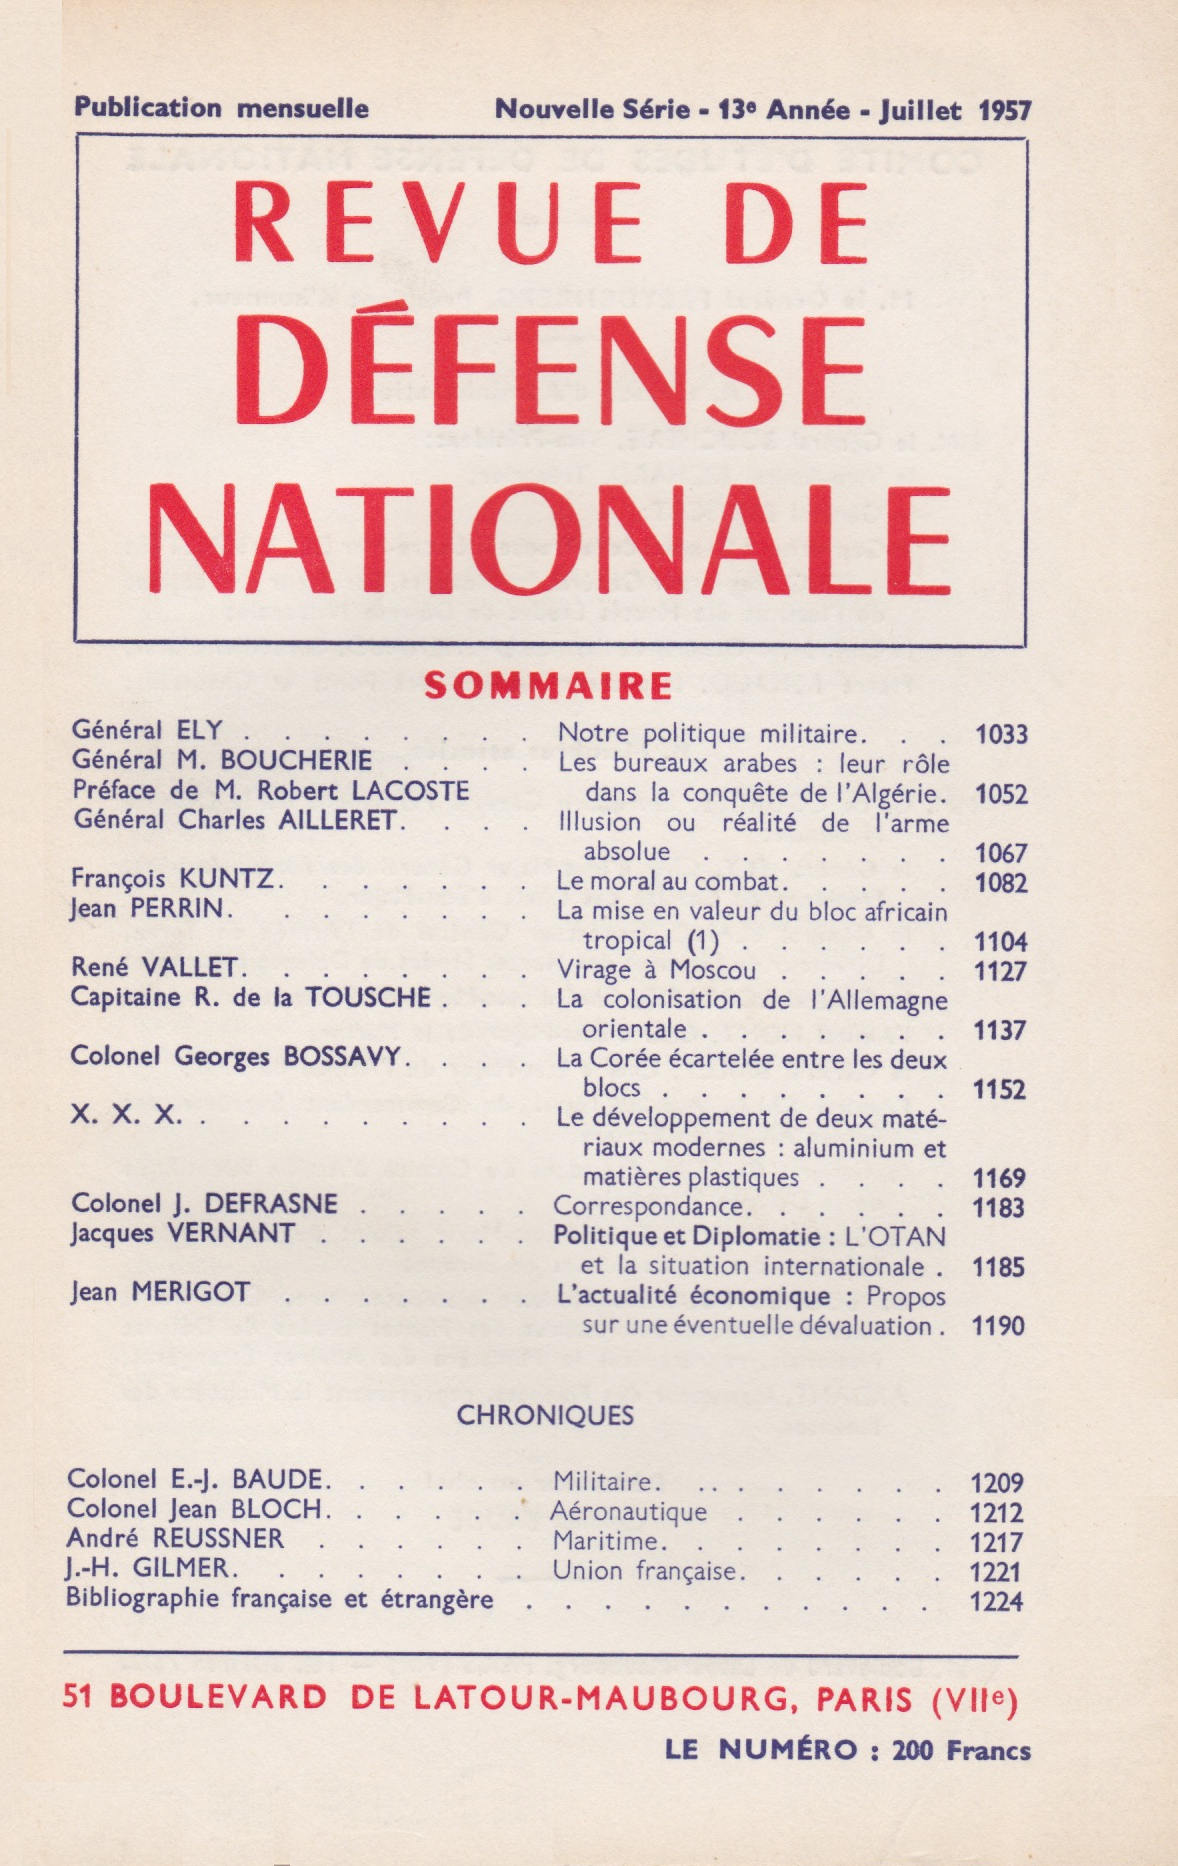 Publication mensuelle Nouvelle Série - 13e Année - Juillet 1957
REVUE DE
DÉFENSE
NATIONALE
SOMMAIRE
Général ELY . . . . . . . . Notre politique militaire. . . 1033
Général M. BOUCHERIE . . . . Les bureaux arabes : leur rôle
Préface de M. Robert LACOSTE dans la conquête de l'Algérie. 1052
Général Charles AILLERET. . . . Illusion ou réalité de l'arme
absolue . . . . . . . 1067
François KUNTZ. . . . . . . Le moral au combat. . . . . 1082
Jean PERRIN. . . . . . . . La mise en valeur du bloc africain
tropical (1) . . . . . . 1104
René VALLET. . . . . . . . Virage à Moscou . . . . . 1127
Capitaine R. de la TOUSCHE . . . La colonisation de l'Allemagne
orientale . . . . . . . 1137
Colonel Georges BOSSAVY. . . . La Corée écartelée entre les deux
blocs . . . . . . . . 1152
X. X. X. . . . . . . . . . Le développement de deux maté-
riaux modernes : aluminium et
matières plastiques . . . . 1169
Colonel J. DEFRASNE . . . . . Correspondance. . . . . . 1183
Jacques VERNANT . . . . . . Politique et Diplomatie : L'OTAN
et la situation internationale . 1185
Jean MERIGOT . . . . . . . L'actualité économique : Propos
sur une éventuelle dévaluation . 1190
CHRONIQUES
Colonel E.-J. BAUDE. . . . . . Militaire. . . . . . . . . 1209
Colonel Jean BLOCH. . . . . . Aéronautique . . . . . . 1212
André REUSSNER . . . . . . Maritime. . . . . . . . 1217
J.-H. GILMER. . . . . . . . Union française. . . . . . 1221
Bibliographie française et étrangère . . . . . . . . . . . 1224
51 BOULEVARD DE LATOUR-MAUBOURG, PARIS (VIIe)
LE NUMÉRO : 200 Francs